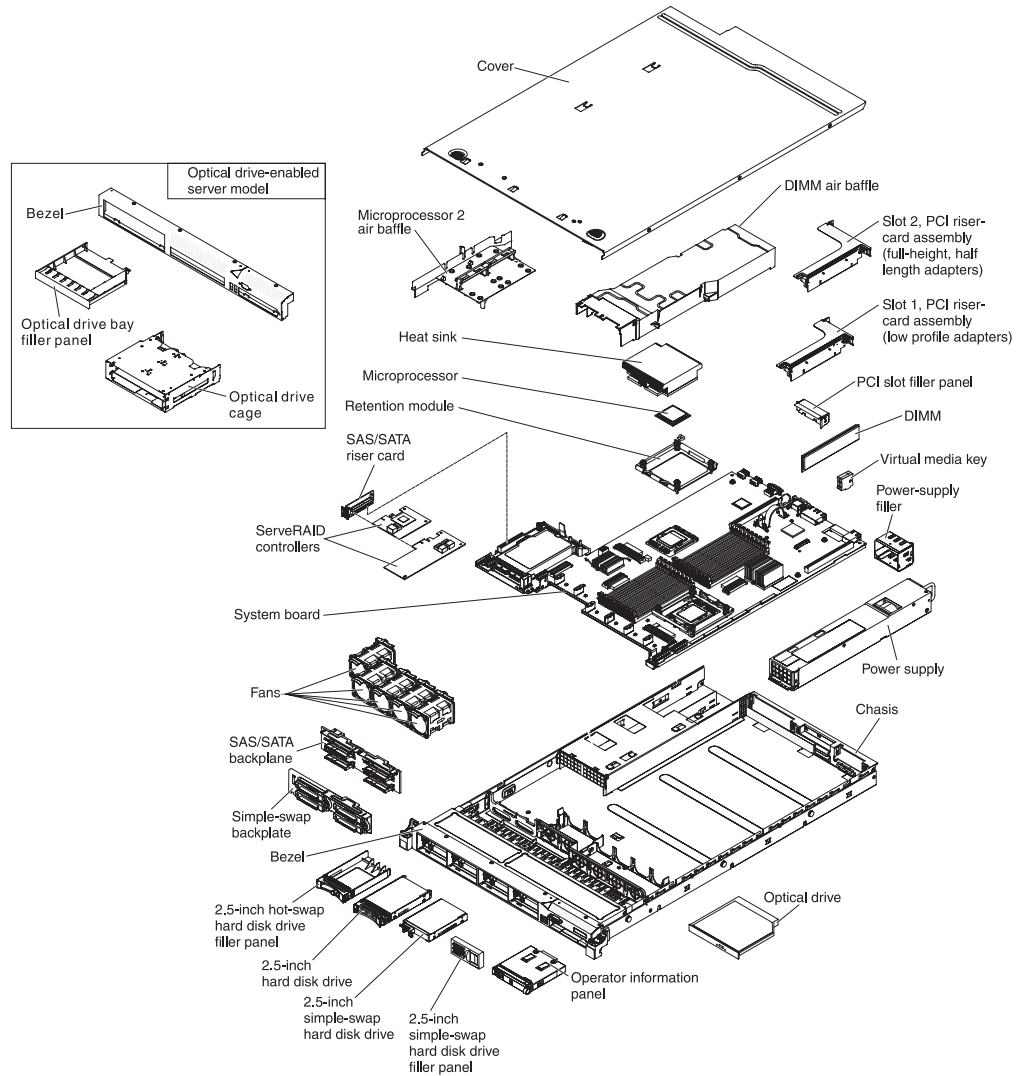 Cover
Optical drive-enabled
server model
Bezel
Optical drive bay
filler panel
Optical drive
cage
Microprocessor 2
air baffle
DIMM air baffle
Slot 2, PCI riser-
card assembly
(full-height, half
length adapters)
Slot 1, PCI riser-
card assembly
(low profile adapters)
Heat sink
Microprocessor
Retention module
PCI slot filler panel
DIMM
SAS/SATA
riser card
Virtual media key
Power-supply
filler
ServeRAID
controllers
System board
Power supply
Fans
Chasis
SAS/SATA
backplane
Simple-swap
backplate
Bezel
2.5-inch hot-swap
hard disk drive
filler panel
2.5-inch
hard disk drive
2.5-inch
simple-swap
hard disk drive
2.5-inch
simple-swap
hard disk drive
filler panel
Operator information
panel
Optical drive